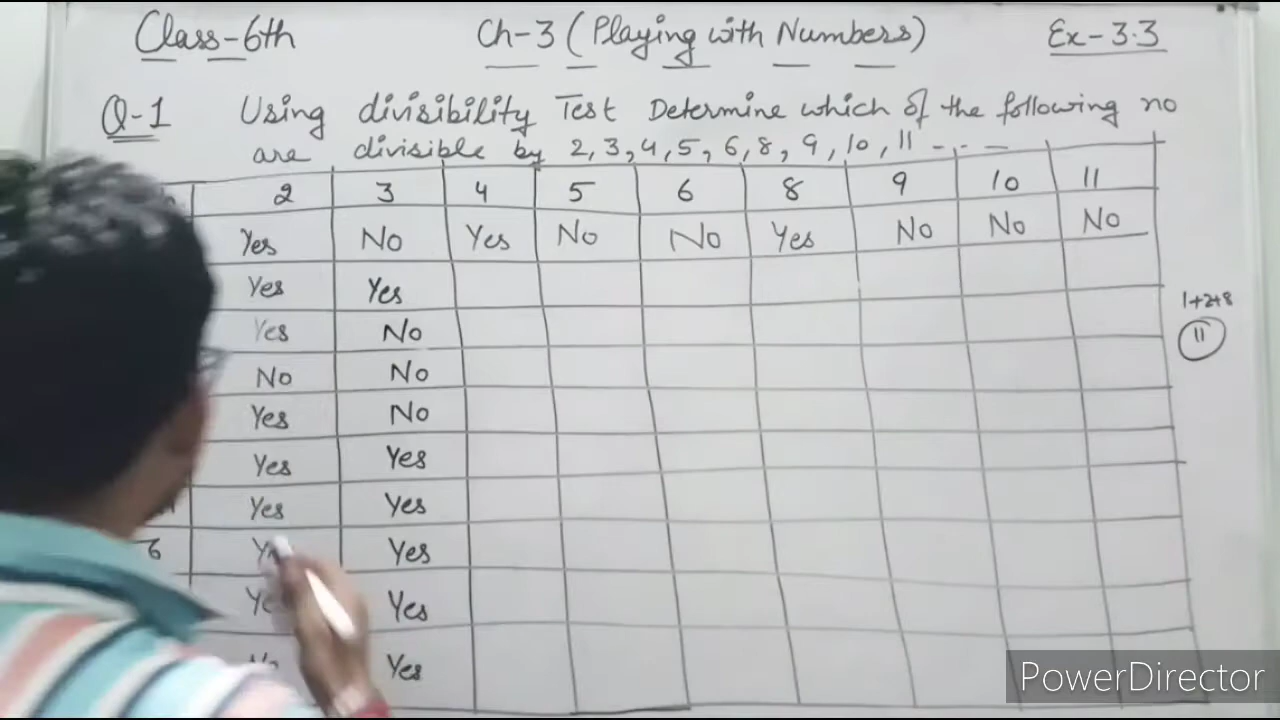 Class-6th Ch-3 (Playing with Numbers) Ex-3.3
Q-1 Using divisibility Test Determine which of the following no
are divisible by 2, 3, 4, 5, 6, 8, 9, 10, 11 - - -
2 3 4 5 6 8 9 10 11
Yes No Yes No No Yes No No No
Yes Yes
1+2+8
Yes No
11
No No
Yes No
Yes Yes
Yes Yes
6 Yes
Yes
Yes
PowerDirector